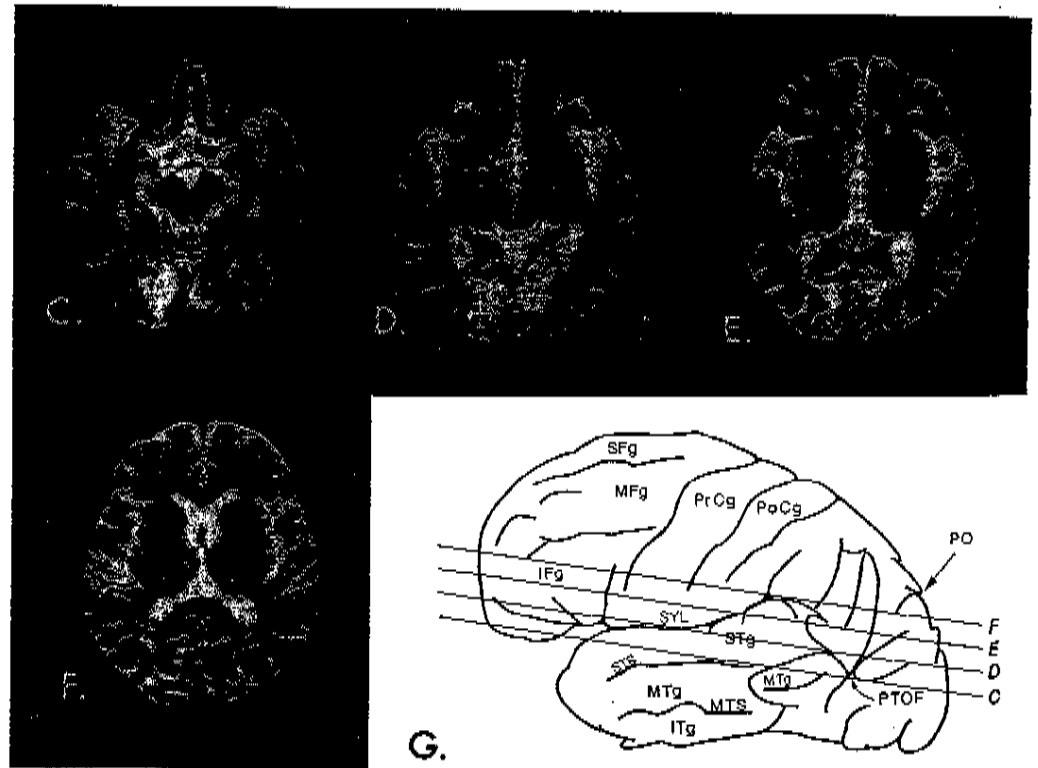 C.
D.
E.
F.
SFg
MFg
PrCg
PoCg
PO
IFg
SYL
STg
F
E
D
C
STS
MTg
MTg
MTS
PTOF
ITg
G.